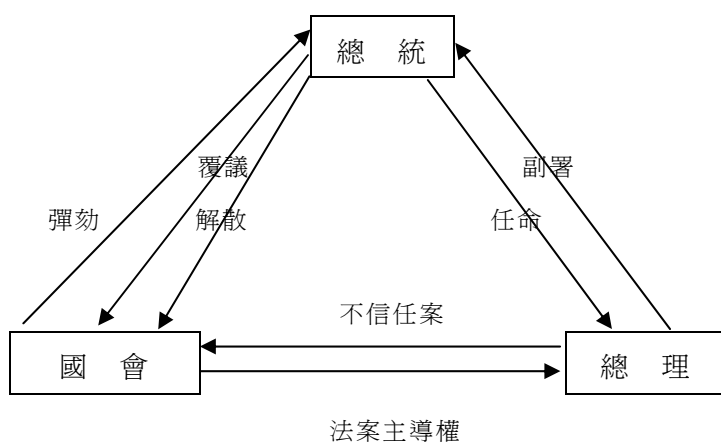 總 統
覆議
副署
彈劾
解散
任命
不信任案
國 會
總 理
法案主導權